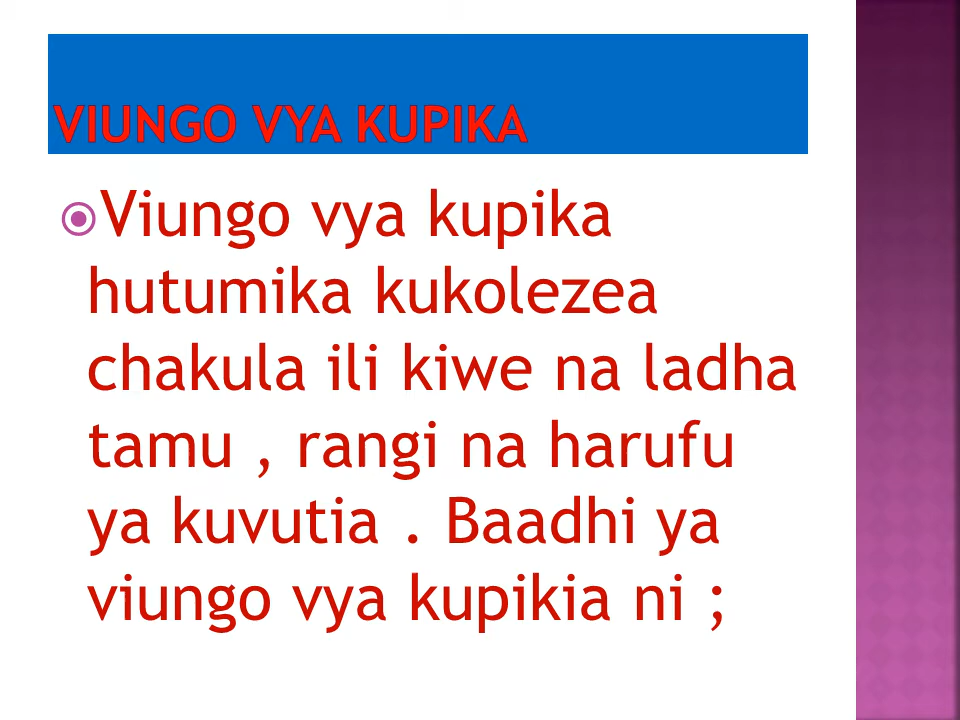 VIUNGO VYA KUPIKA
Viungo vya kupika
hutumika kukolezea
chakula ili kiwe na ladha
tamu , rangi na harufu
ya kuvutia . Baadhi ya
viungo vya kupikia ni ;